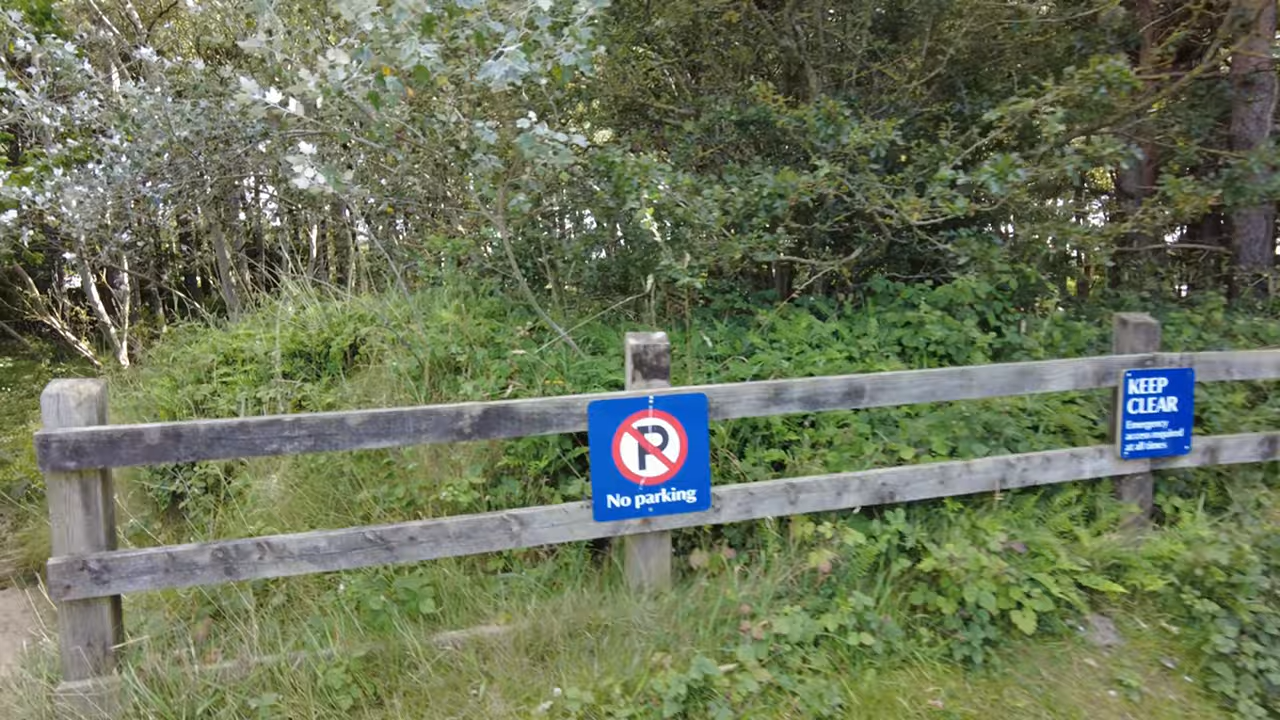 P
No parking
KEEP
CLEAR
Emergency
access required
at all times